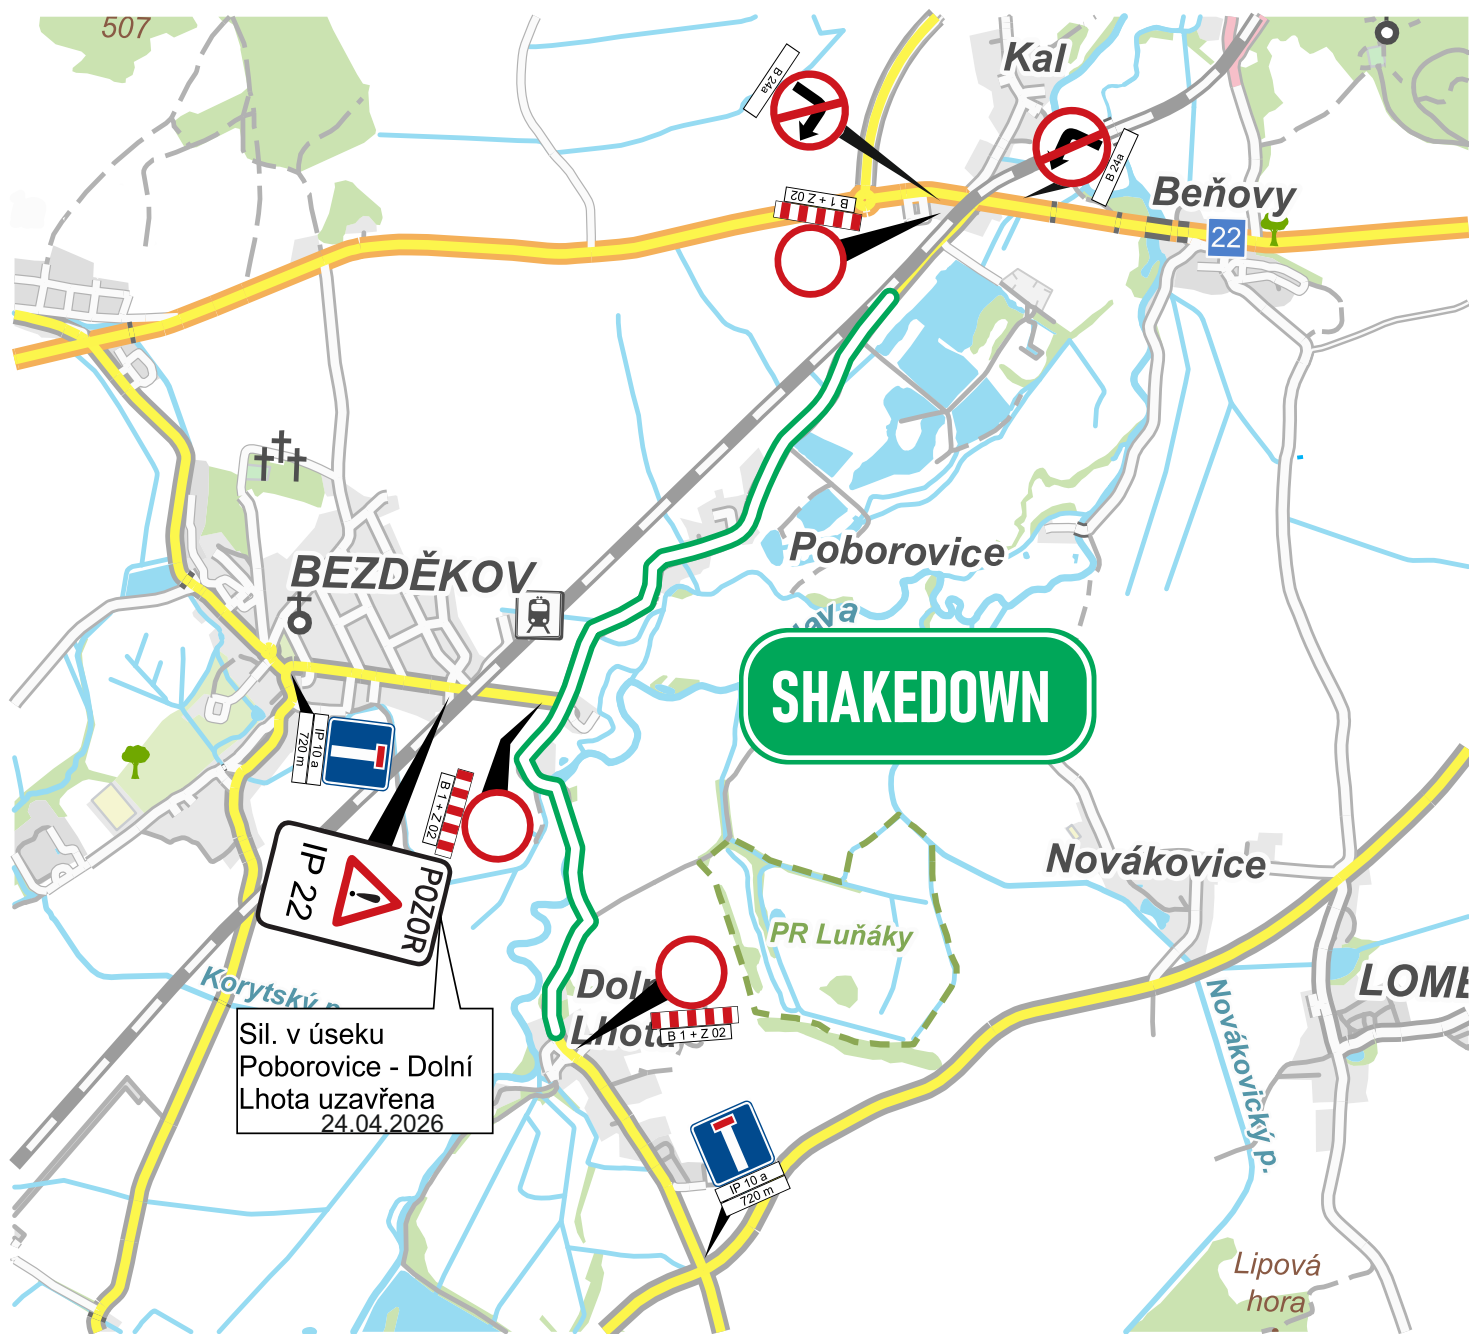 507
Kal
B 24a
B 24a
Beňovy
B 1 + Z 02
22
Poborovice
BEZDĚKOV
SHAKEDOWN
IP 10 a
720 m
B 1 + Z 02
POZOR
IP 22
Novákovice
PR Luňáky
Korytský
Dolní
Lhota
B 1 + Z 02
LOME
Sil. v úseku
Poborovice - Dolní
Lhota uzavřena
24.04.2026
Novákovický p.
IP 10 a
720 m
Lipová
hora